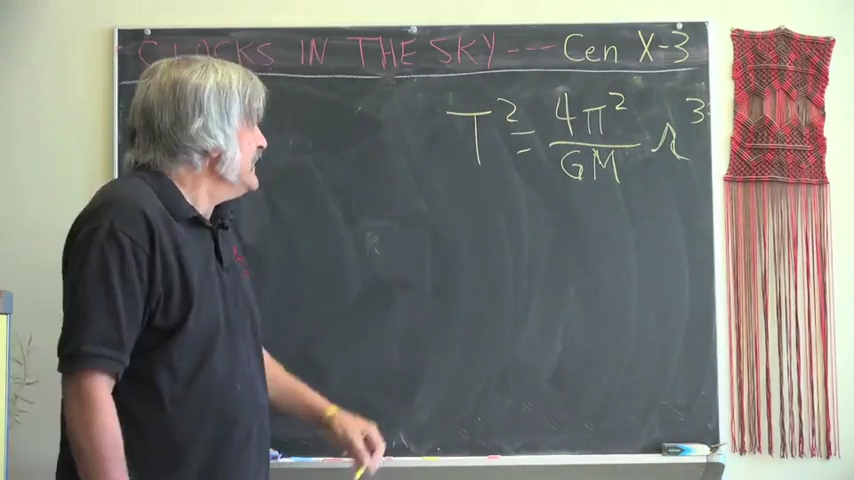 CLOCKS IN THE SKY --- Cen X-3
T² = 4π²/GM r³